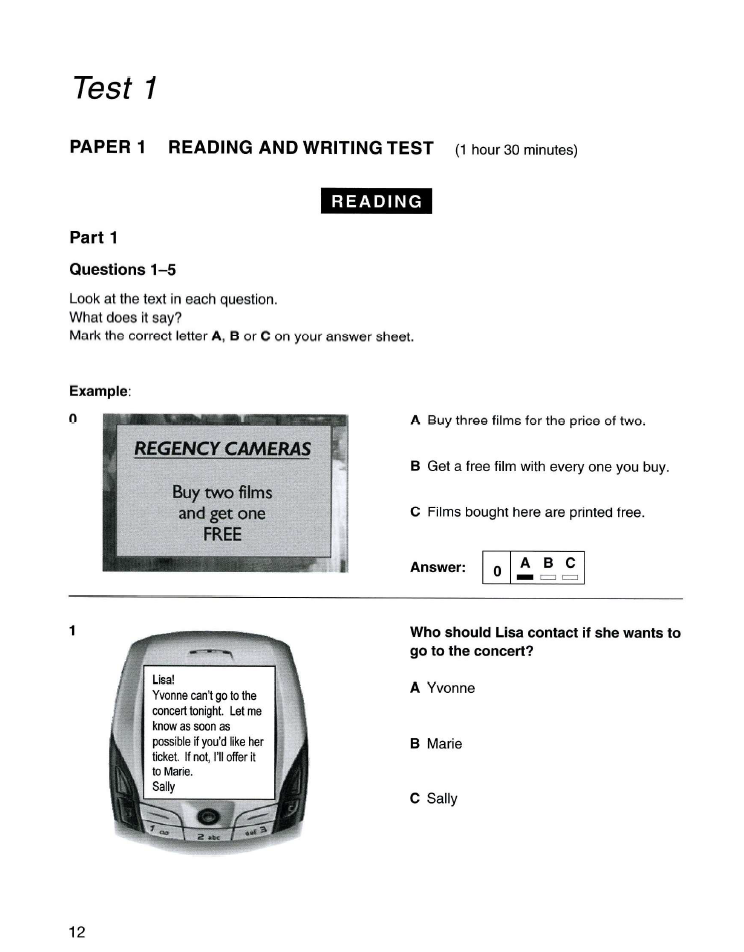 Test 1
PAPER 1 READING AND WRITING TEST (1 hour 30 minutes)
READING
Part 1
Questions 1–5
Look at the text in each question.
What does it say?
Mark the correct letter A, B or C on your answer sheet.
Example:
0
REGENCY CAMERAS
Buy two films
and get one
FREE
A Buy three films for the price of two.
B Get a free film with every one you buy.
C Films bought here are printed free.
Answer: 0 A B C
1
Lisa!
Yvonne can't go to the
concert tonight. Let me
know as soon as
possible if you'd like her
ticket. If not, I'll offer it
to Marie.
Sally
1 2 abc def 3
Who should Lisa contact if she wants to
go to the concert?
A Yvonne
B Marie
C Sally
12